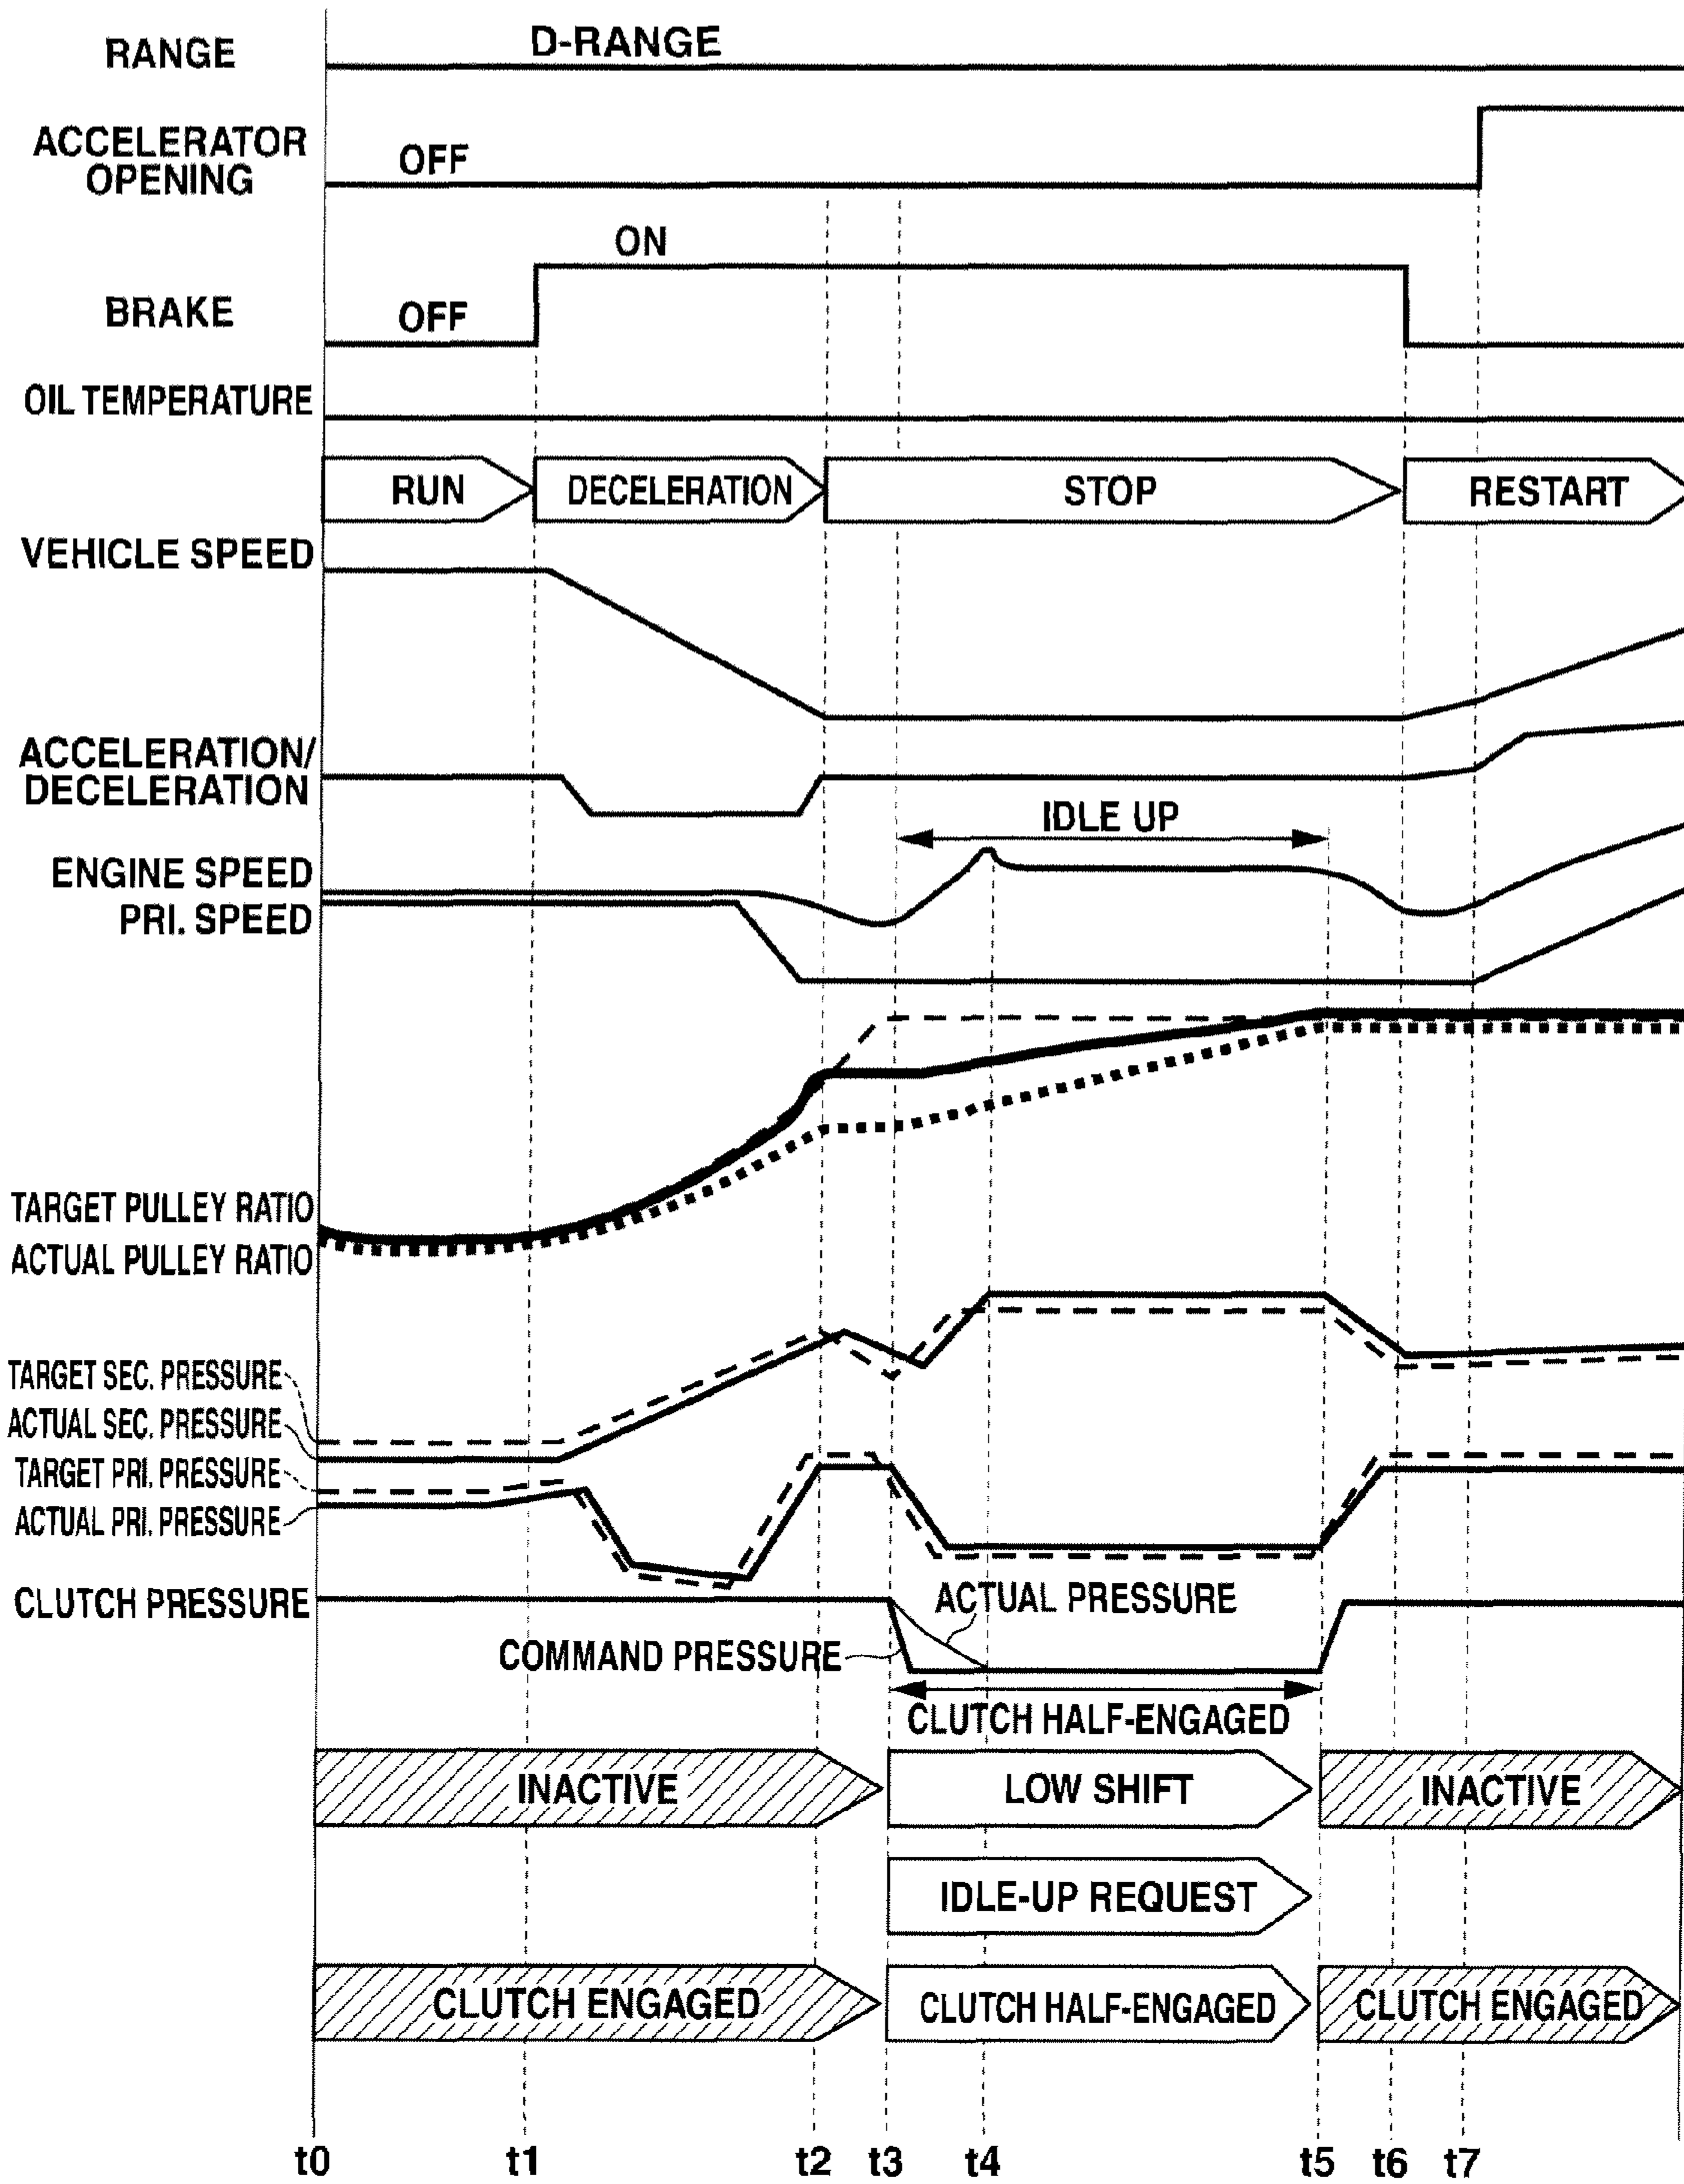 D-RANGE
RANGE
ACCELERATOR
OPENING
OFF
ON
BRAKE
OFF
OIL TEMPERATURE
RUN
DECELERATION
STOP
RESTART
VEHICLE SPEED
ACCELERATION/
DECELERATION
IDLE UP
ENGINE SPEED
PRI. SPEED
TARGET PULLEY RATIO
ACTUAL PULLEY RATIO
TARGET SEC. PRESSURE
ACTUAL SEC. PRESSURE
TARGET PRI. PRESSURE
ACTUAL PRI. PRESSURE
CLUTCH PRESSURE
ACTUAL PRESSURE
COMMAND PRESSURE
CLUTCH HALF-ENGAGED
INACTIVE
LOW SHIFT
INACTIVE
IDLE-UP REQUEST
CLUTCH ENGAGED
CLUTCH HALF-ENGAGED
CLUTCH ENGAGED
t0 t1 t2 t3 t4 t5 t6 t7